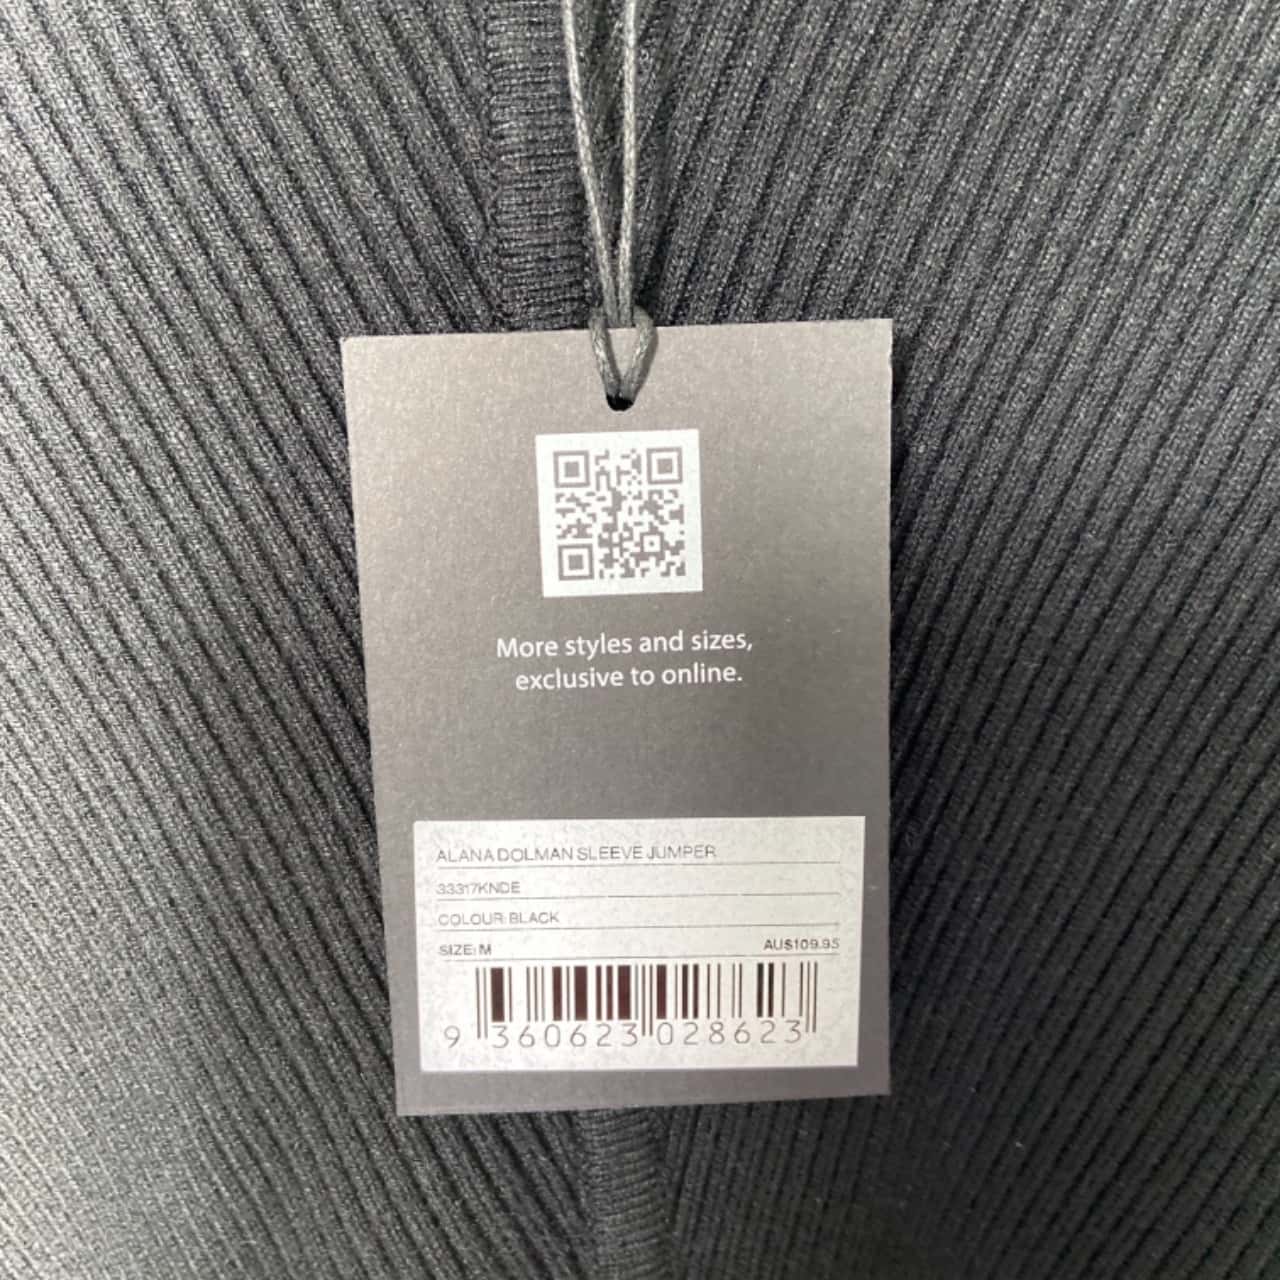 More styles and sizes,
exclusive to online.
ALANA DOLMAN SLEEVE JUMPER
33317KNDE
COLOUR: BLACK
SIZE: M AU$109.95
9 360623 028623